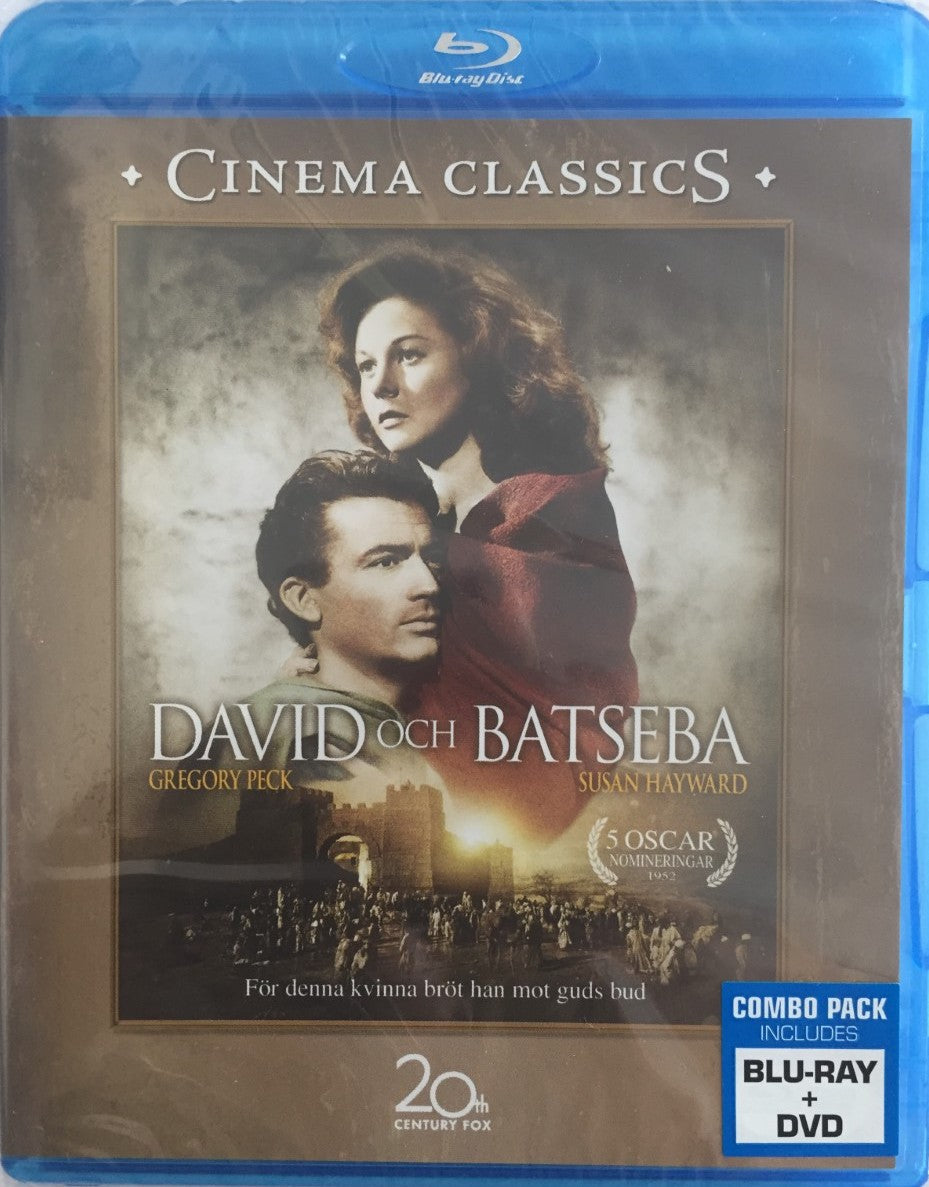 Blu-ray Disc
CINEMA CLASSICS
DAVID OCH BATSEBA
GREGORY PECK SUSAN HAYWARD
5 OSCAR
NOMINERINGAR
1952
För denna kvinna bröt han mot guds bud
COMBO PACK
INCLUDES
BLU-RAY
+
DVD
20th
CENTURY FOX